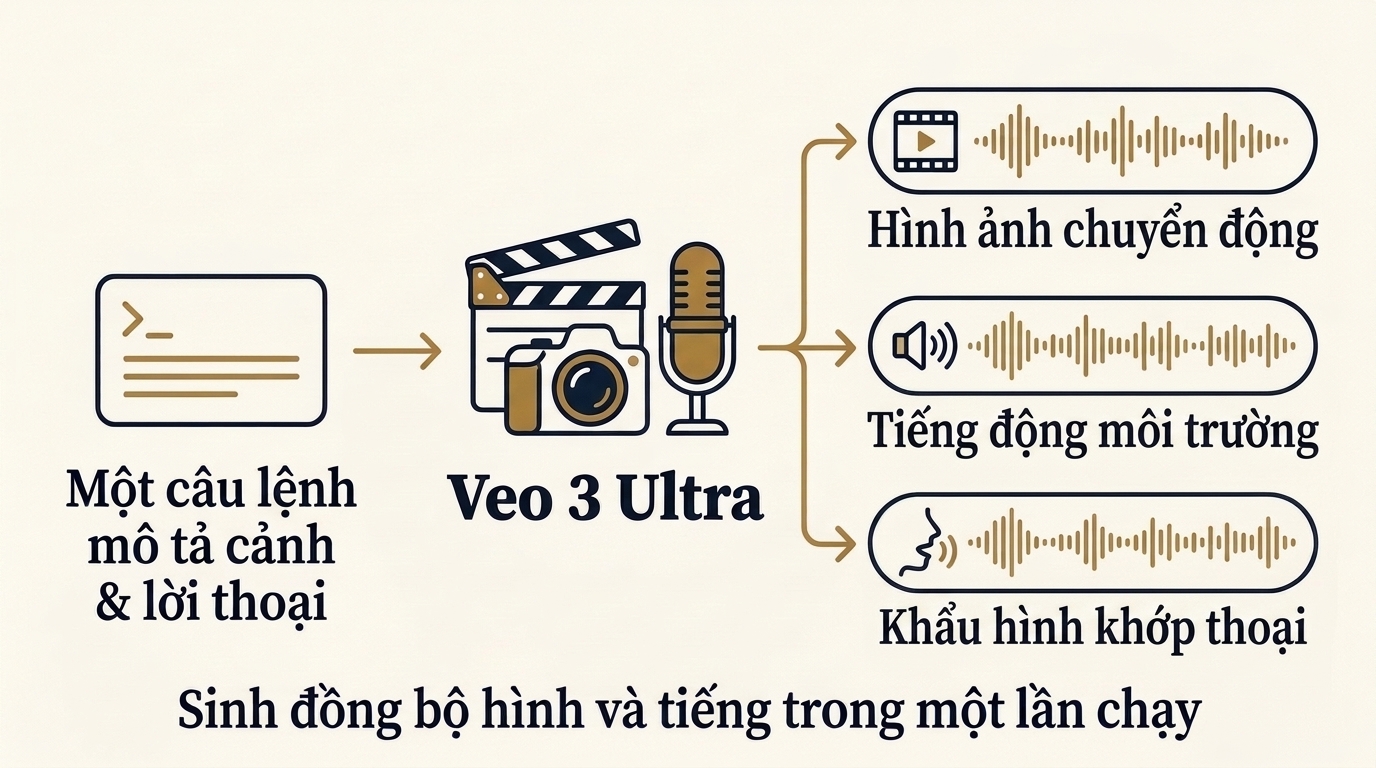 Một câu lệnh
mô tả cảnh
& lời thoại
Veo 3 Ultra
Hình ảnh chuyển động
Tiếng động môi trường
Khẩu hình khớp thoại
Sinh đồng bộ hình và tiếng trong một lần chạy